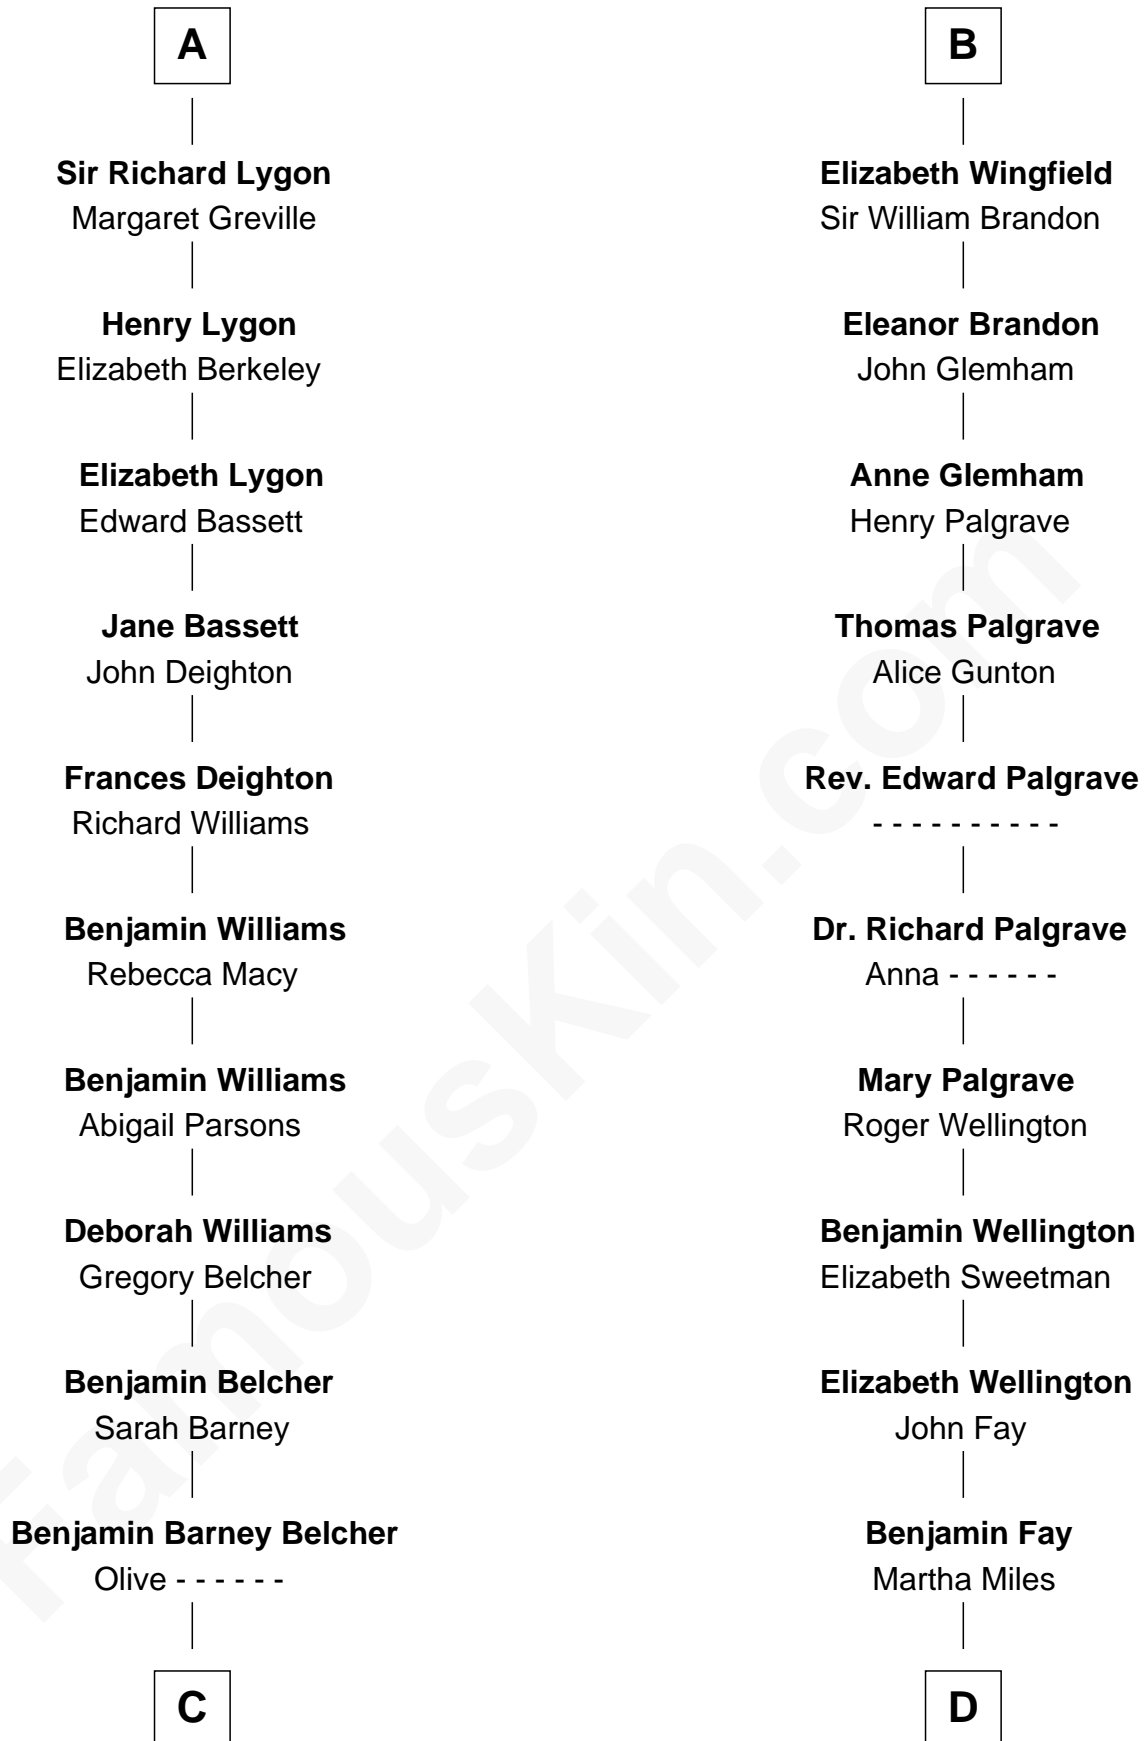 A
Sir Richard Lygon
Margaret Greville
Henry Lygon
Elizabeth Berkeley
Elizabeth Lygon
Edward Bassett
Jane Bassett
John Deighton
Frances Deighton
Richard Williams
Benjamin Williams
Rebecca Macy
Benjamin Williams
Abigail Parsons
Deborah Williams
Gregory Belcher
Benjamin Belcher
Sarah Barney
Benjamin Barney Belcher
Olive - - - - - -
C
B
Elizabeth Wingfield
Sir William Brandon
Eleanor Brandon
John Glemham
Anne Glemham
Henry Palgrave
Thomas Palgrave
Alice Gunton
Rev. Edward Palgrave
- - - - - - - - - -
Dr. Richard Palgrave
Anna - - - - - -
Mary Palgrave
Roger Wellington
Benjamin Wellington
Elizabeth Sweetman
Elizabeth Wellington
John Fay
Benjamin Fay
Martha Miles
D
FamousKin.com